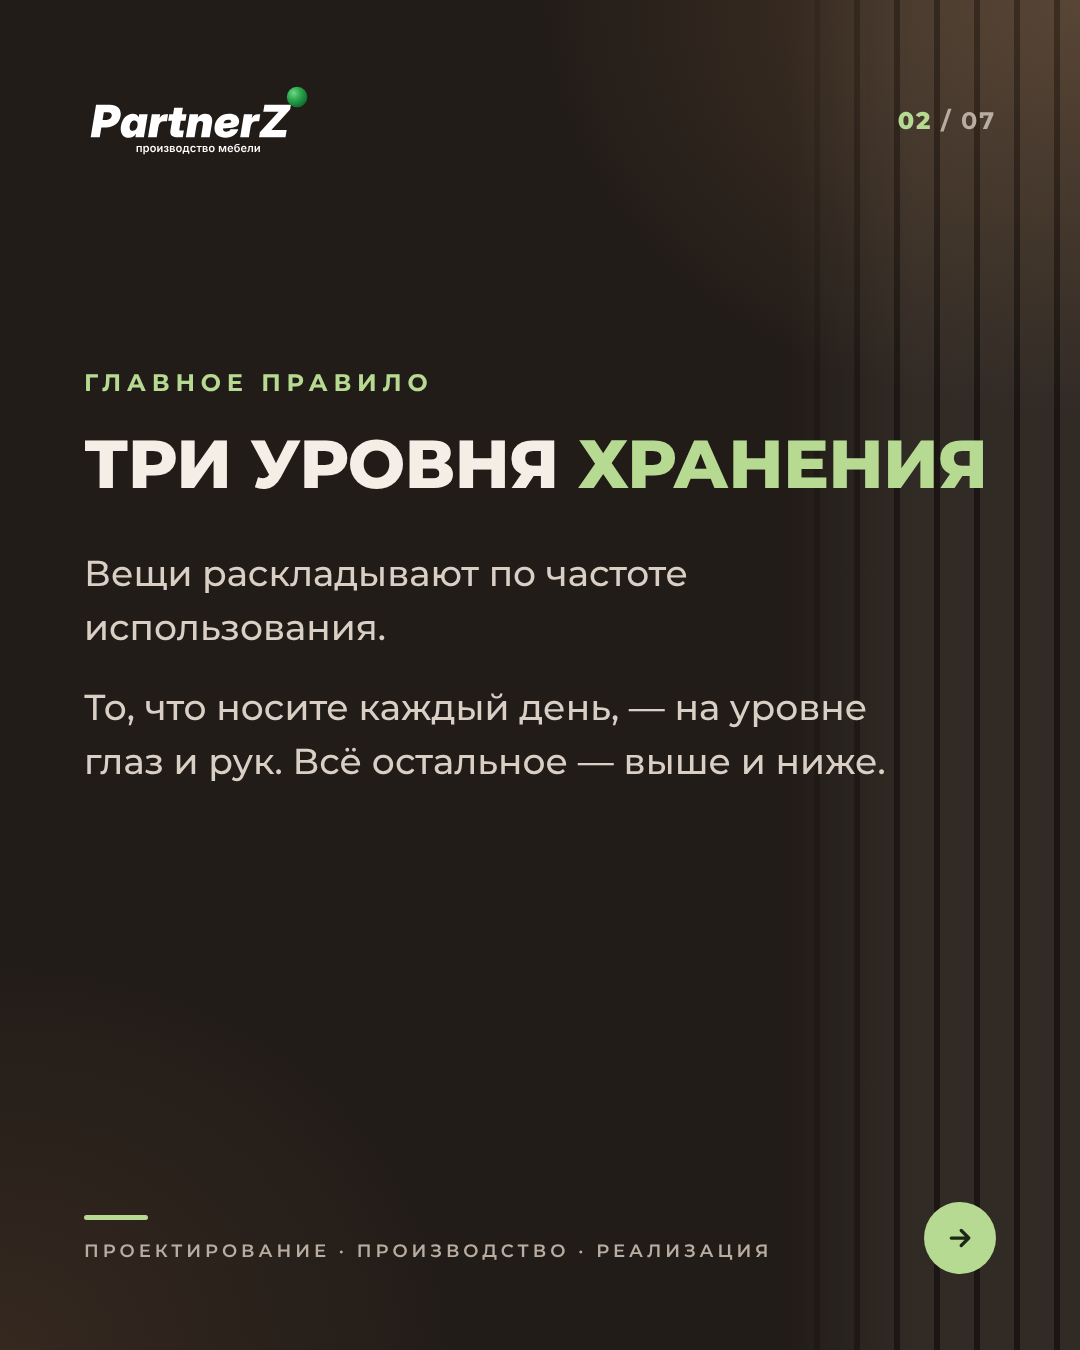 PartnerZ
производство мебели
02 / 07
ГЛАВНОЕ ПРАВИЛО
ТРИ УРОВНЯ ХРАНЕНИЯ
Вещи раскладывают по частоте
использования.
То, что носите каждый день, — на уровне
глаз и рук. Всё остальное — выше и ниже.
ПРОЕКТИРОВАНИЕ · ПРОИЗВОДСТВО · РЕАЛИЗАЦИЯ